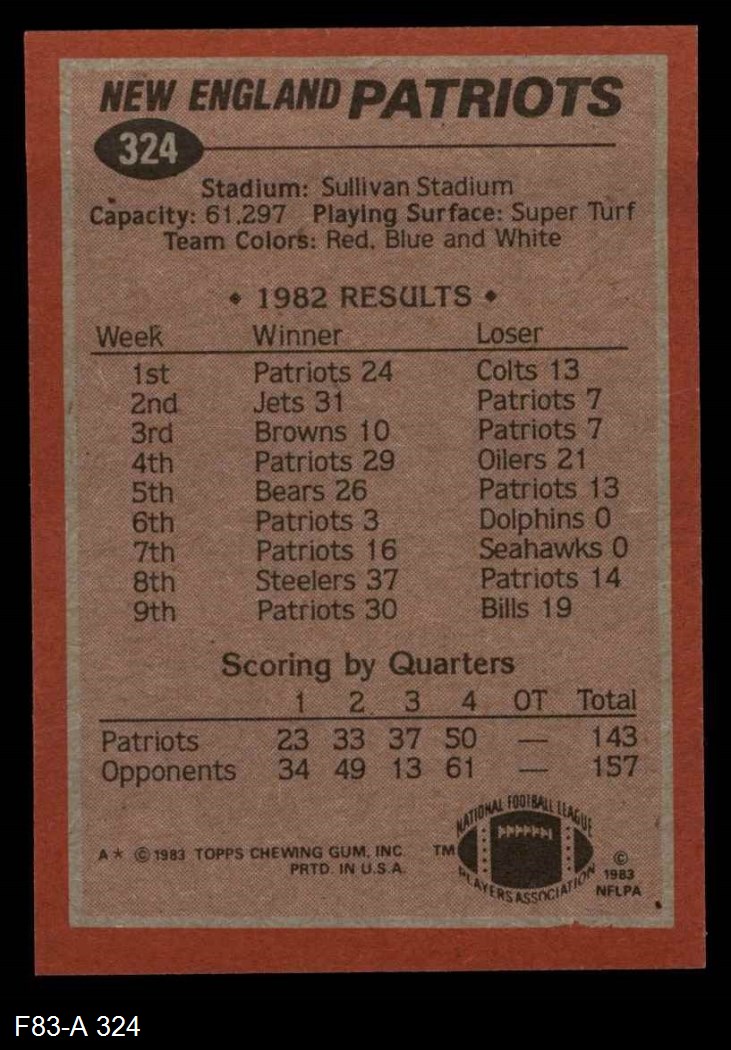 NEW ENGLAND PATRIOTS
324
Stadium: Sullivan Stadium
Capacity: 61,297 Playing Surface: Super Turf
Team Colors: Red, Blue and White
• 1982 RESULTS •
Week Winner Loser
1st Patriots 24 Colts 13
2nd Jets 31 Patriots 7
3rd Browns 10 Patriots 7
4th Patriots 29 Oilers 21
5th Bears 26 Patriots 13
6th Patriots 3 Dolphins 0
7th Patriots 16 Seahawks 0
8th Steelers 37 Patriots 14
9th Patriots 30 Bills 19
Scoring by Quarters
1 2 3 4 OT Total
Patriots 23 33 37 50 — 143
Opponents 34 49 13 61 — 157
A* © 1983 TOPPS CHEWING GUM, INC.
PRTD. IN U.S.A.
TM
NATIONAL FOOTBALL LEAGUE
PLAYERS ASSOCIATION
©
1983
NFLPA
F83-A 324